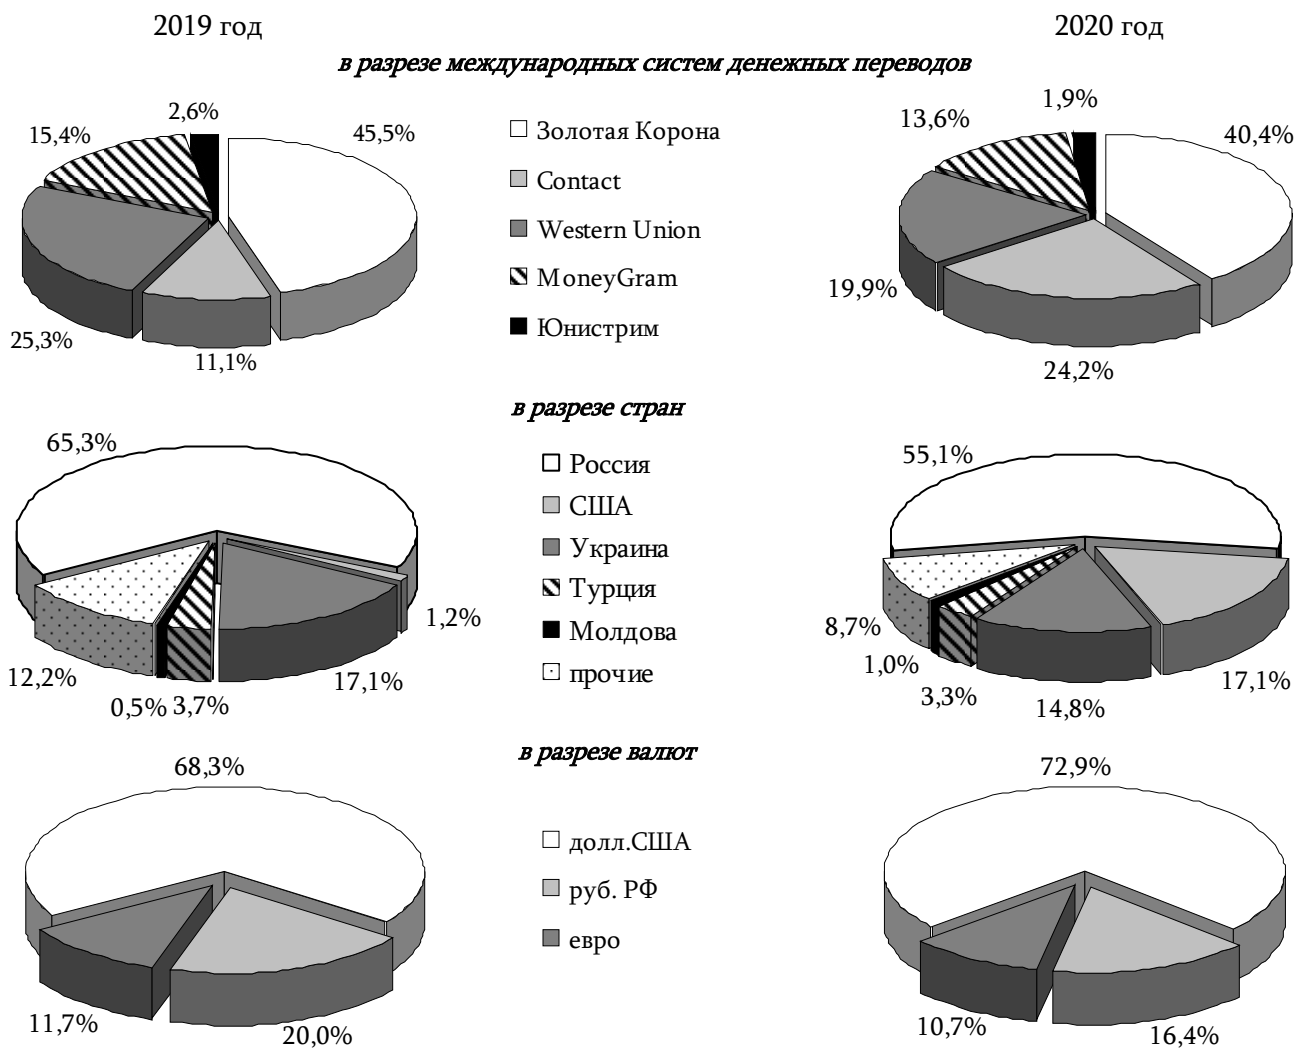 2019 год
2020 год
в разрезе международных систем денежных переводов
2,6%
15,4%
45,5%
25,3%
11,1%
Золотая Корона
Contact
Western Union
MoneyGram
Юнистрим
1,9%
13,6%
40,4%
19,9%
24,2%
в разрезе стран
65,3%
1,2%
12,2%
17,1%
0,5%
3,7%
Россия
США
Украина
Турция
Молдова
прочие
55,1%
8,7%
1,0%
3,3%
14,8%
17,1%
в разрезе валют
68,3%
11,7%
20,0%
долл.США
руб. РФ
евро
72,9%
10,7%
16,4%